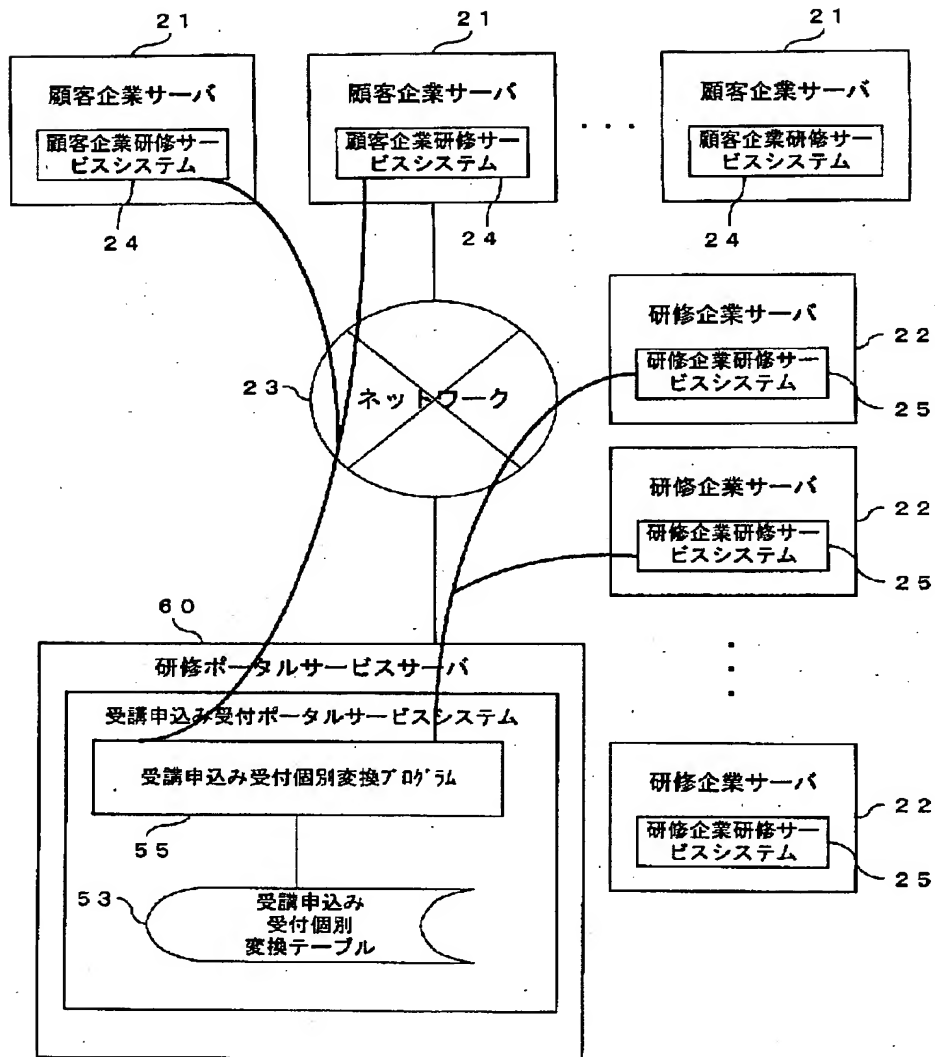 21
21
21
顧客企業サーバ
顧客企業サーバ
顧客企業サーバ
顧客企業研修サー
ビスシステム
顧客企業研修サー
ビスシステム
顧客企業研修サー
ビスシステム
24
24
24
研修企業サーバ
22
研修企業研修サー
ビスシステム
25
23
ネットワーク
研修企業サーバ
22
研修企業研修サー
ビスシステム
25
60
研修ポータルサービスサーバ
受講申込み受付ポータルサービスシステム
受講申込み受付個別変換プログラム
55
研修企業サーバ
22
研修企業研修サー
ビスシステム
25
53
受講申込み
受付個別
変換テーブル